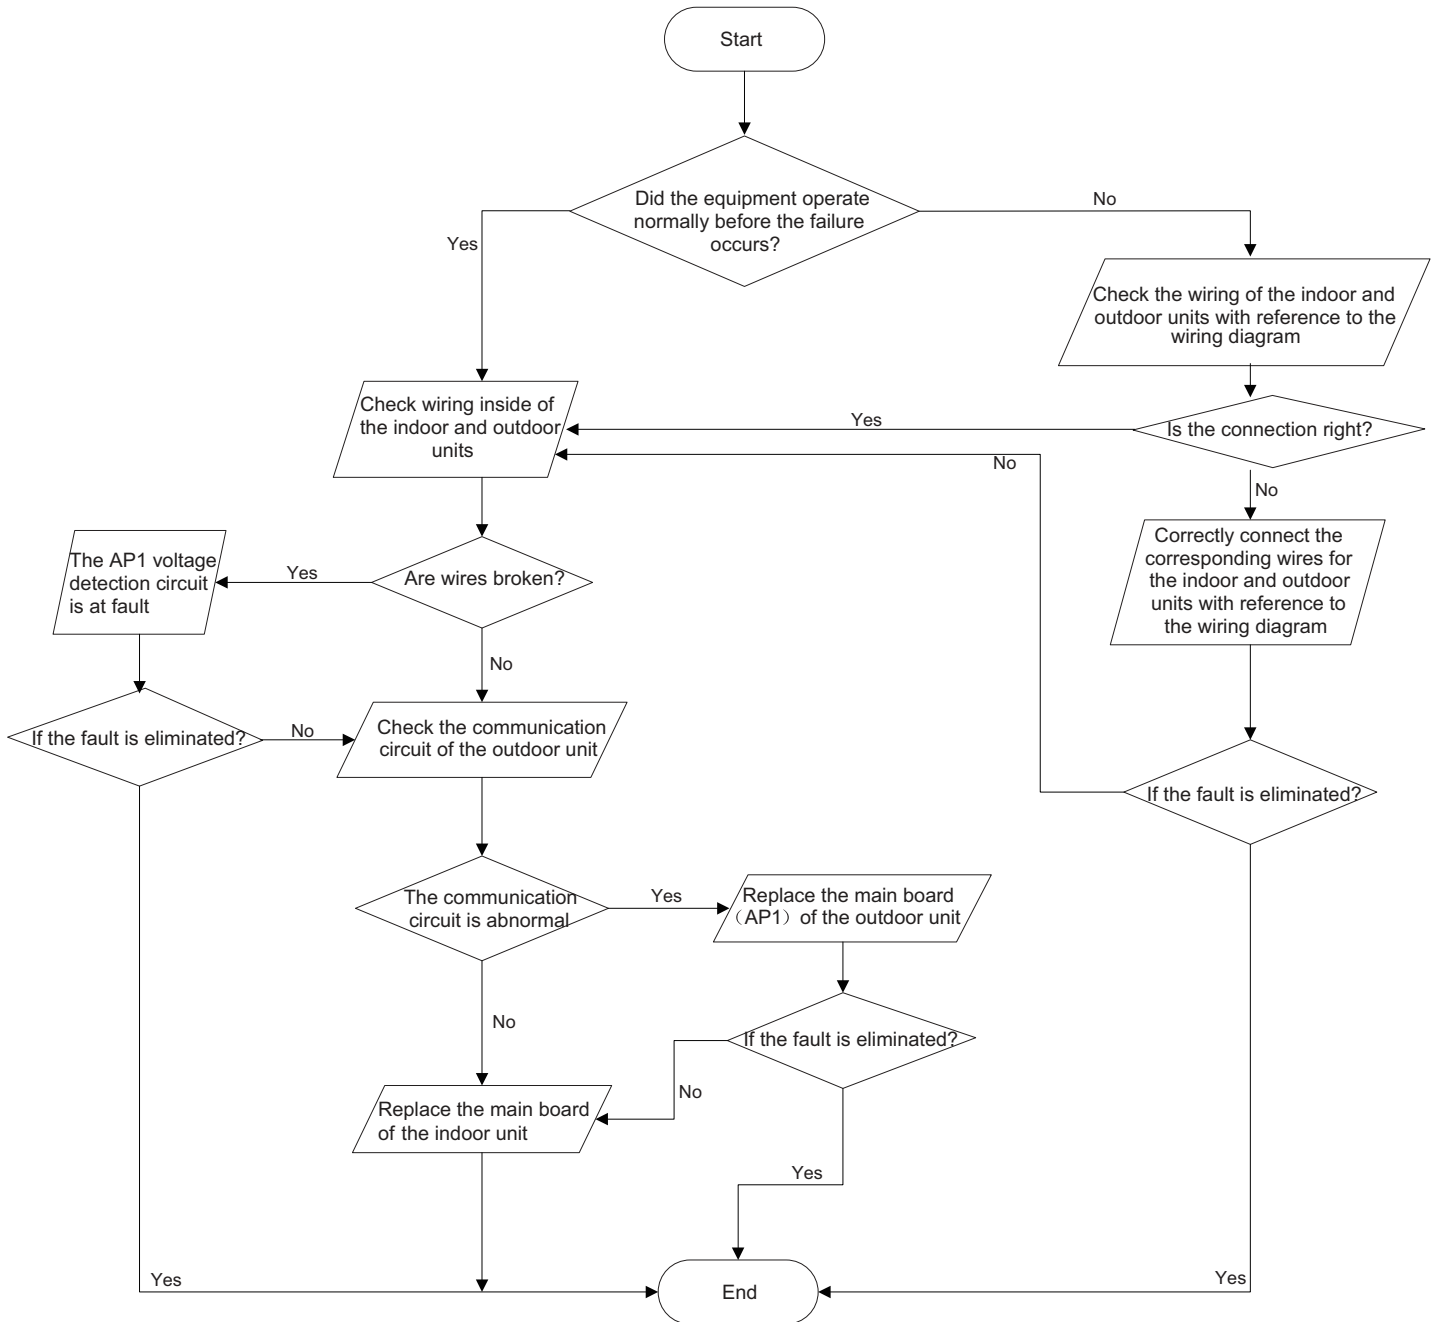 Start
Did the equipment operate
normally before the failure
occurs?
No
Yes
Check the wiring of the indoor and
outdoor units with reference to the
wiring diagram
Check wiring inside of
the indoor and outdoor
units
Yes
Is the connection right?
No
No
The AP1 voltage
detection circuit
is at fault
Yes
Are wires broken?
Correctly connect the
corresponding wires for
the indoor and outdoor
units with reference to
the wiring diagram
No
If the fault is eliminated?
No
Check the communication
circuit of the outdoor unit
If the fault is eliminated?
The communication
circuit is abnormal
Yes
Replace the main board
（AP1）of the outdoor unit
No
If the fault is eliminated?
No
Replace the main board
of the indoor unit
Yes
Yes
End
Yes